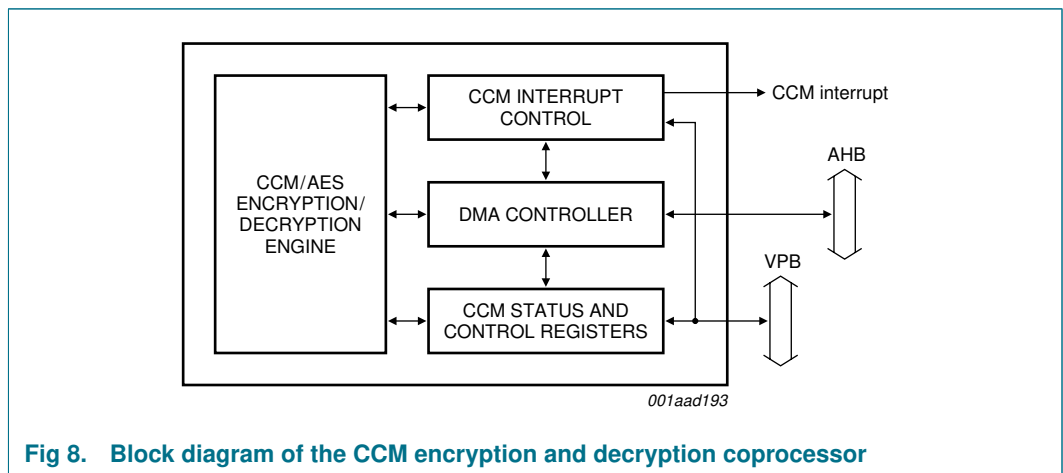 CCM/AES
ENCRYPTION/
DECRYPTION
ENGINE
CCM INTERRUPT
CONTROL
DMA CONTROLLER
CCM STATUS AND
CONTROL REGISTERS
CCM interrupt
AHB
VPB
001aad193
Fig 8. Block diagram of the CCM encryption and decryption coprocessor